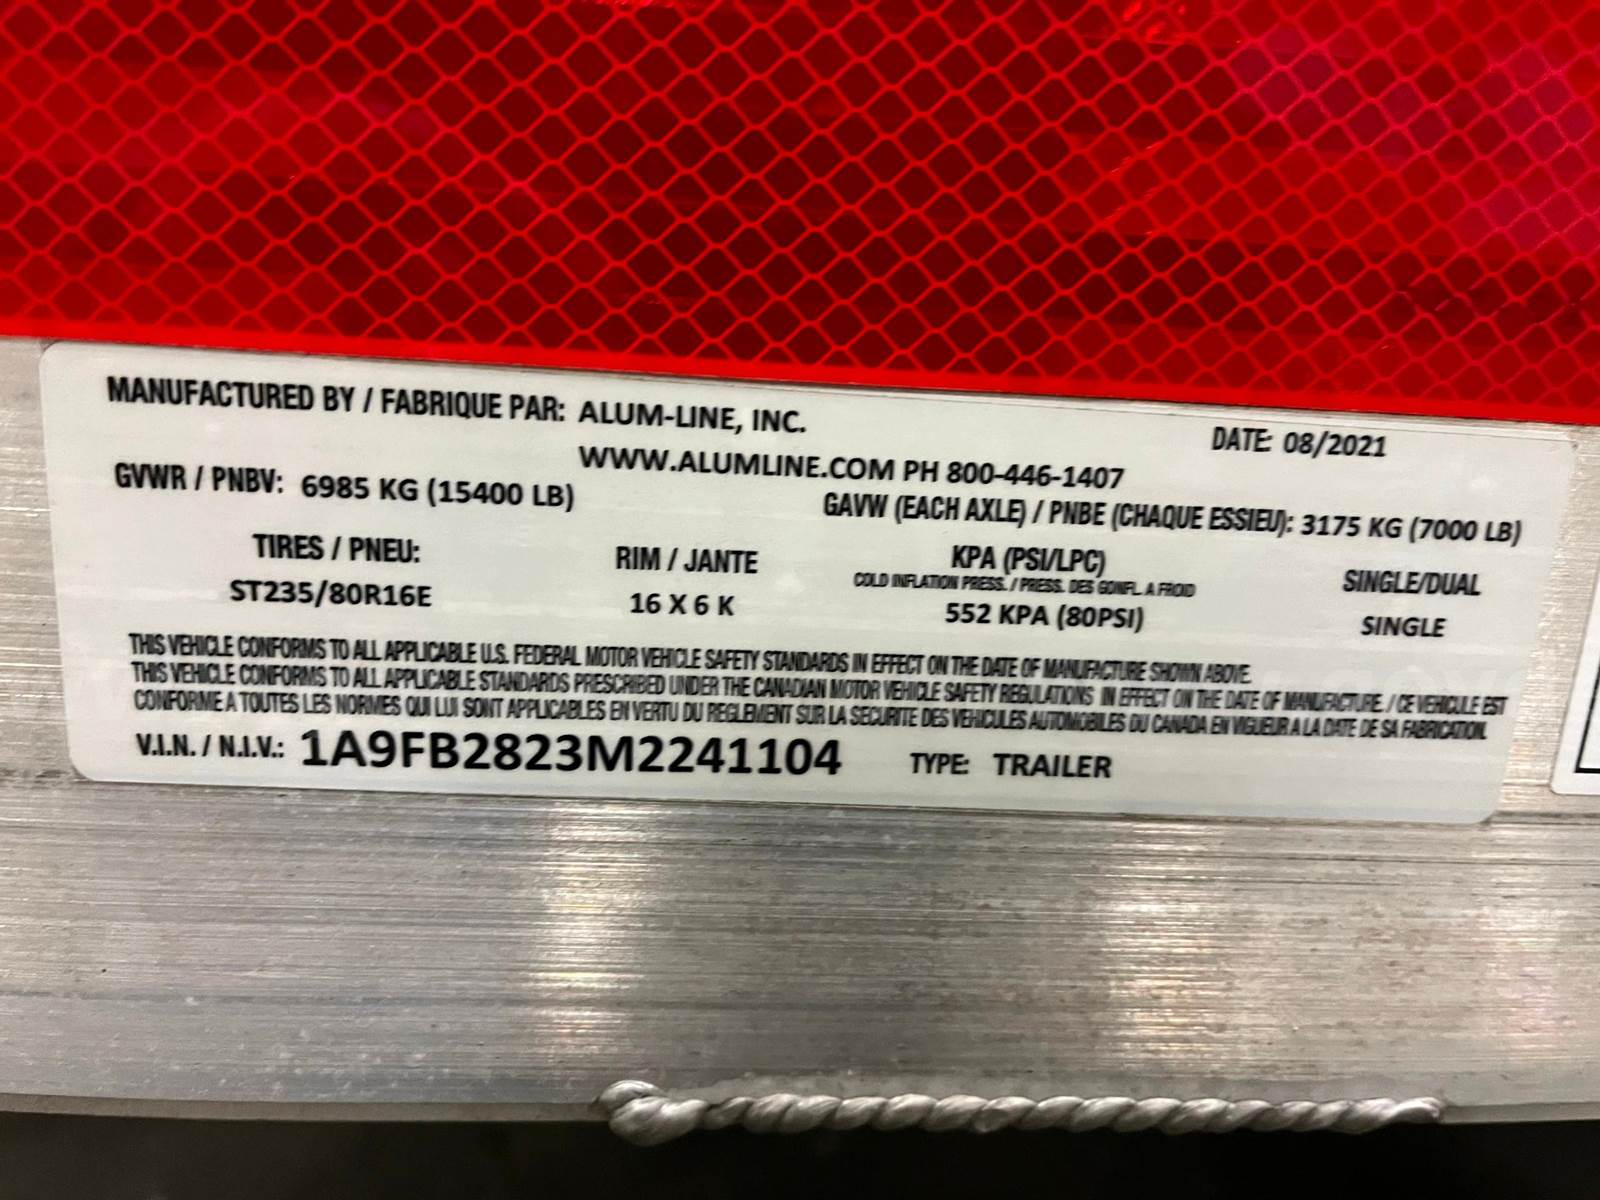 MANUFACTURED BY / FABRIQUE PAR: ALUM-LINE, INC.
DATE: 08/2021
WWW.ALUMLINE.COM PH 800-446-1407
GVWR / PNBV: 6985 KG (15400 LB)
GAVW (EACH AXLE) / PNBE (CHAQUE ESSIEU): 3175 KG (7000 LB)
TIRES / PNEU: RIM / JANTE KPA (PSI/LPC) SINGLE/DUAL
COLD INFLATION PRESS. / PRESS. DES GONFL. A FROID
ST235/80R16E 16 X 6 K 552 KPA (80PSI) SINGLE
THIS VEHICLE CONFORMS TO ALL APPLICABLE U.S. FEDERAL MOTOR VEHICLE SAFETY STANDARDS IN EFFECT ON THE DATE OF MANUFACTURE SHOWN ABOVE.
THIS VEHICLE CONFORMS TO ALL APPLICABLE STANDARDS PRESCRIBED UNDER THE CANADIAN MOTOR VEHICLE SAFETY REGULATIONS IN EFFECT ON THE DATE OF MANUFACTURE. / CE VEHICULE EST
CONFORME A TOUTES LES NORMES QUI LUI SONT APPLICABLES EN VERTU DU REGLEMENT SUR LA SECURITE DES VEHICULES AUTOMOBILES DU CANADA EN VIGUEUR A LA DATE DE SA FABRICATION.
V.I.N. / N.I.V.: 1A9FB2823M2241104 TYPE: TRAILER